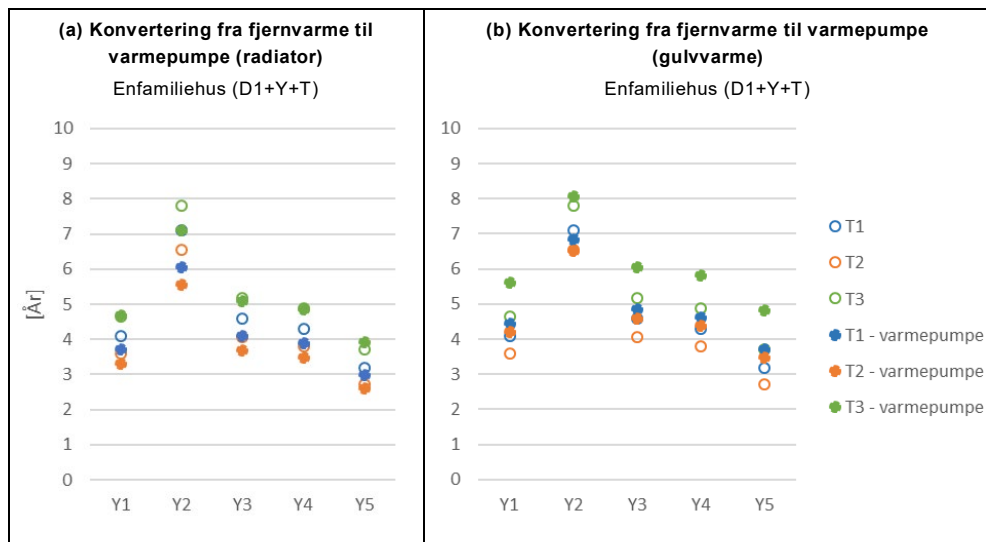 (a) Konvertering fra fjernvarme til
varmepumpe (radiator)
Enfamiliehus (D1+Y+T)
[År]
10
9
8
7
6
5
4
3
2
1
0
Y1 Y2 Y3 Y4 Y5
(b) Konvertering fra fjernvarme til varmepumpe
(gulvvarme)
Enfamiliehus (D1+Y+T)
10
9
8
7
6
5
4
3
2
1
0
Y1 Y2 Y3 Y4 Y5
T1
T2
T3
T1 - varmepumpe
T2 - varmepumpe
T3 - varmepumpe